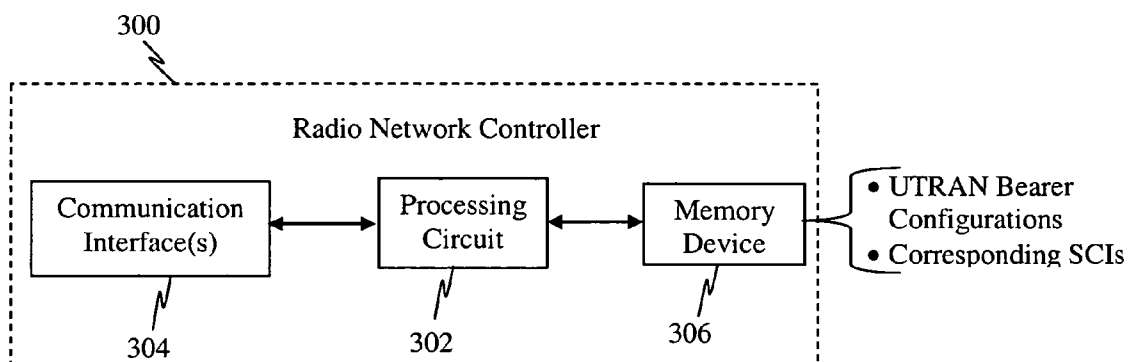 300
Radio Network Controller
Communication
Interface(s)
Processing
Circuit
Memory
Device
• UTRAN Bearer
Configurations
• Corresponding SCIs
304
302
306